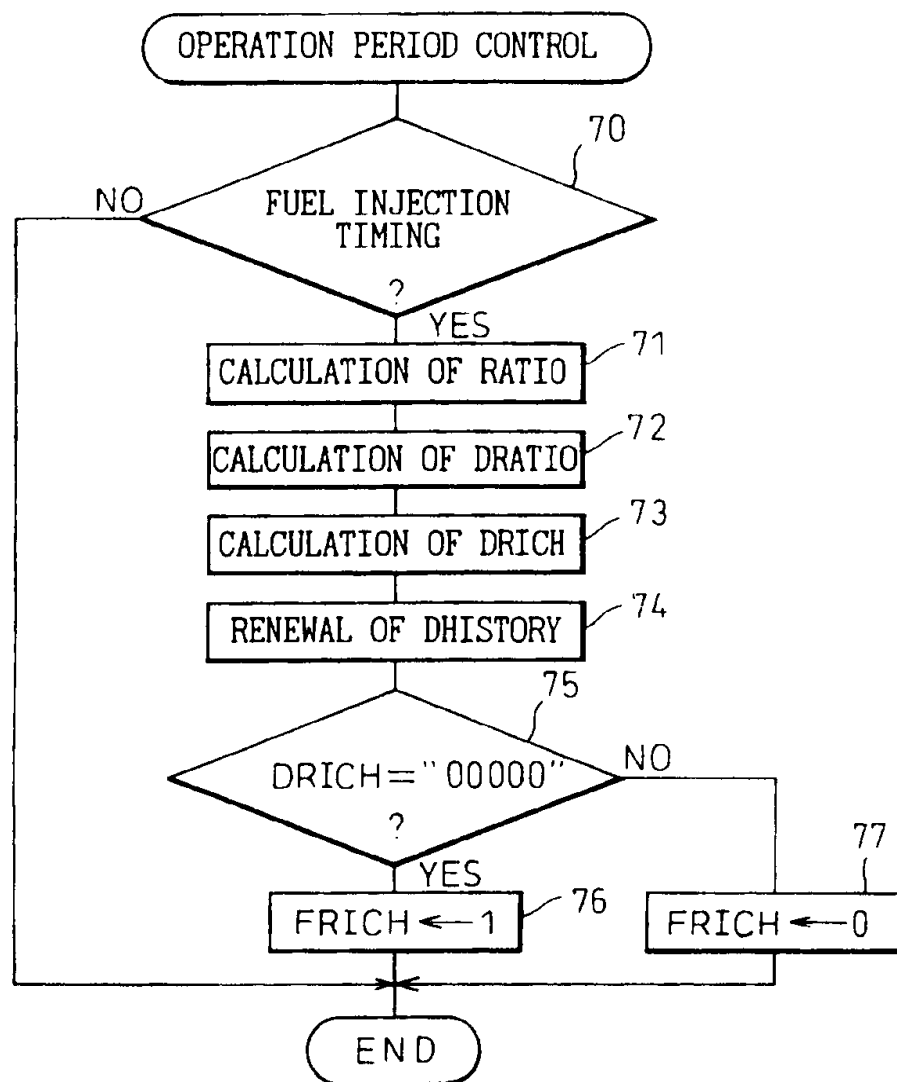 OPERATION PERIOD CONTROL
70
NO
FUEL INJECTION
TIMING
?
YES
71
CALCULATION OF RATIO
72
CALCULATION OF DRATIO
73
CALCULATION OF DRICH
74
RENEWAL OF DHISTORY
75
DRICH="00000"
?
NO
YES
76
77
FRICH ← 1
FRICH ← 0
END